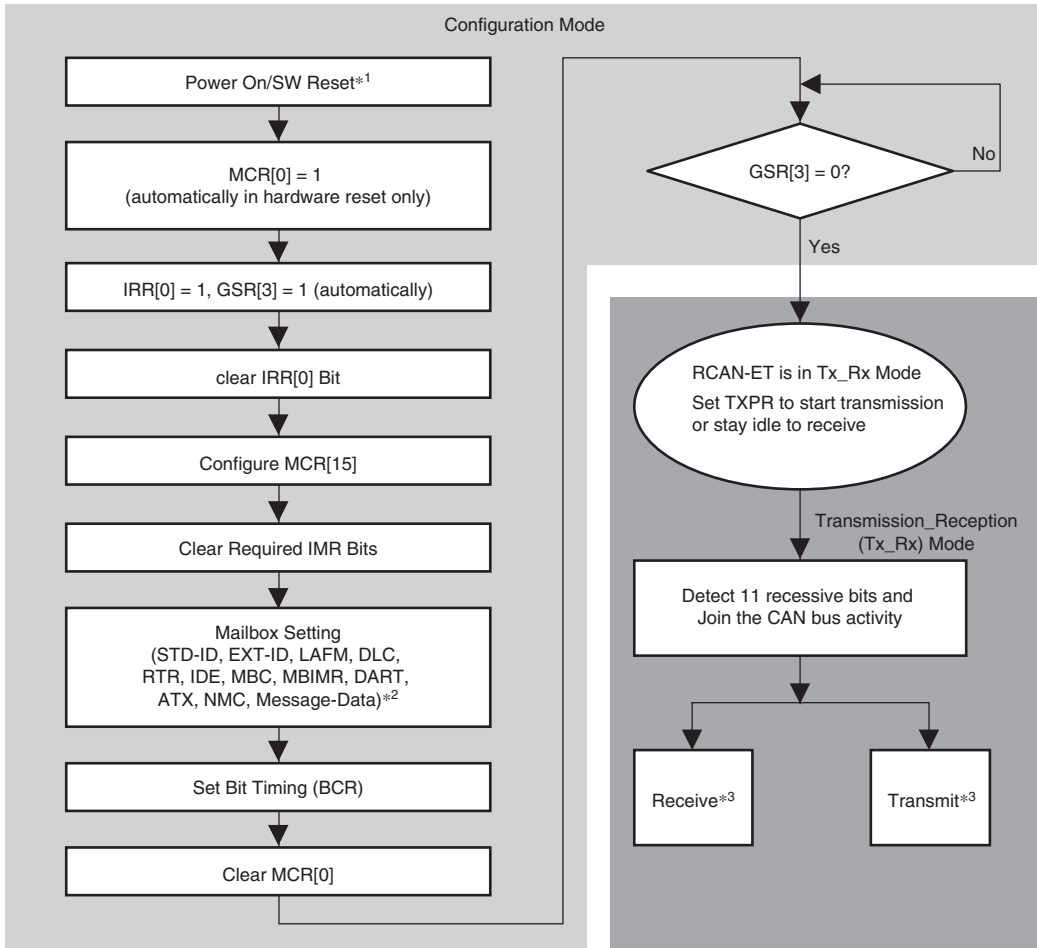 Configuration Mode
Power On/SW Reset*1
MCR[0] = 1
(automatically in hardware reset only)
IRR[0] = 1, GSR[3] = 1 (automatically)
clear IRR[0] Bit
Configure MCR[15]
Clear Required IMR Bits
Mailbox Setting
(STD-ID, EXT-ID, LAFM, DLC,
RTR, IDE, MBC, MBIMR, DART,
ATX, NMC, Message-Data)*2
Set Bit Timing (BCR)
Clear MCR[0]
GSR[3] = 0?
No
Yes
RCAN-ET is in Tx_Rx Mode
Set TXPR to start transmission
or stay idle to receive
Transmission_Reception
(Tx_Rx) Mode
Detect 11 recessive bits and
Join the CAN bus activity
Receive*3
Transmit*3